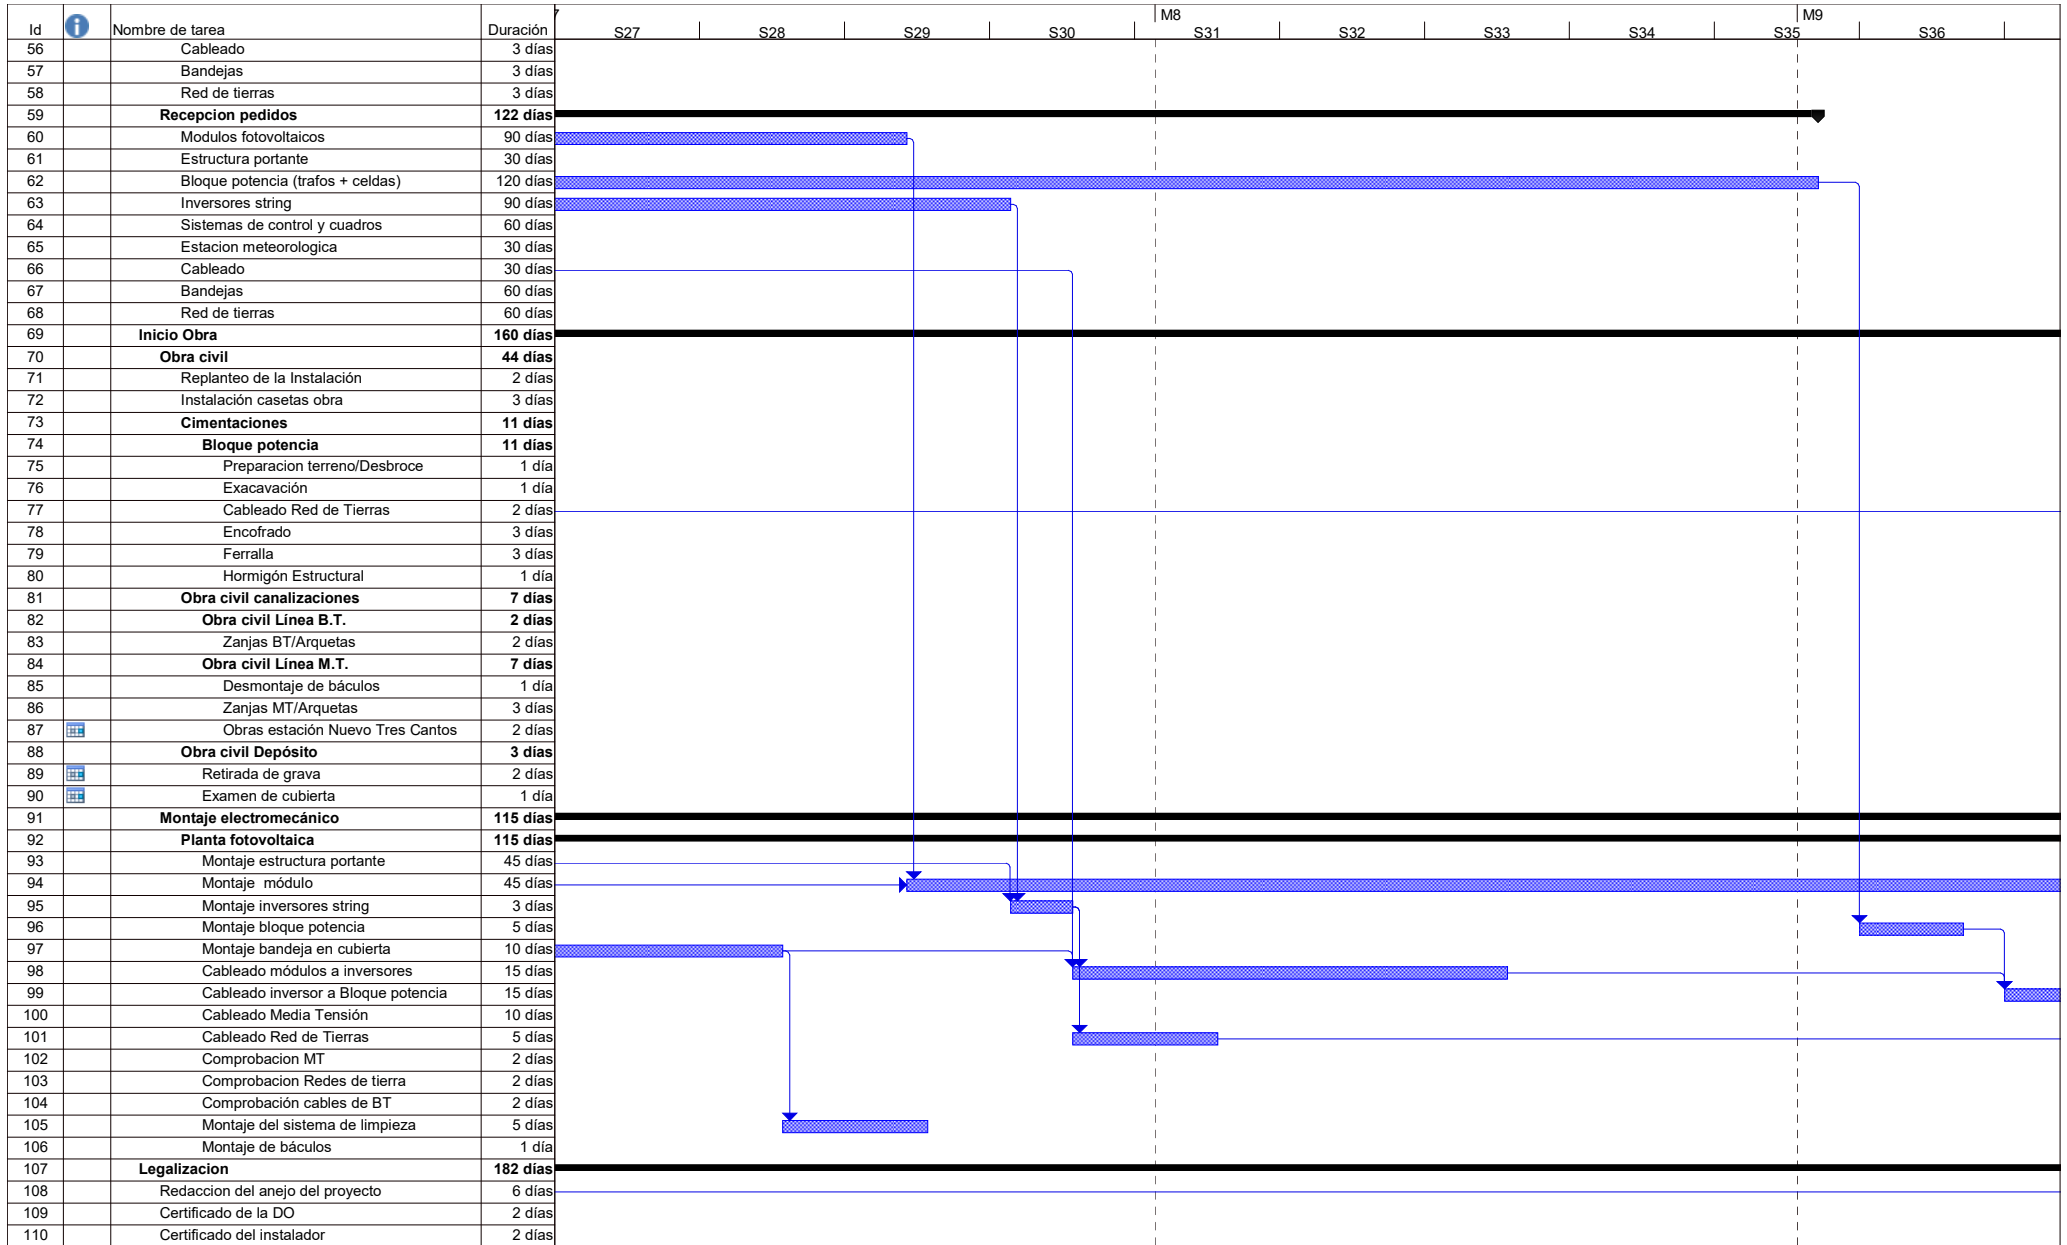 M8 M9
Id Nombre de tarea Duración S27 S28 S29 S30 S31 S32 S33 S34 S35 S36
56 Cableado 3 días
57 Bandejas 3 días
58 Red de tierras 3 días
59 Recepcion pedidos 122 días
60 Modulos fotovoltaicos 90 días
61 Estructura portante 30 días
62 Bloque potencia (trafos + celdas) 120 días
63 Inversores string 90 días
64 Sistemas de control y cuadros 60 días
65 Estacion meteorologica 30 días
66 Cableado 30 días
67 Bandejas 60 días
68 Red de tierras 60 días
69 Inicio Obra 160 días
70 Obra civil 44 días
71 Replanteo de la Instalación 2 días
72 Instalación casetas obra 3 días
73 Cimentaciones 11 días
74 Bloque potencia 11 días
75 Preparacion terreno/Desbroce 1 día
76 Exacavación 1 día
77 Cableado Red de Tierras 2 días
78 Encofrado 3 días
79 Ferralla 3 días
80 Hormigón Estructural 1 día
81 Obra civil canalizaciones 7 días
82 Obra civil Línea B.T. 2 días
83 Zanjas BT/Arquetas 2 días
84 Obra civil Línea M.T. 7 días
85 Desmontaje de báculos 1 día
86 Zanjas MT/Arquetas 3 días
87 Obras estación Nuevo Tres Cantos 2 días
88 Obra civil Depósito 3 días
89 Retirada de grava 2 días
90 Examen de cubierta 1 día
91 Montaje electromecánico 115 días
92 Planta fotovoltaica 115 días
93 Montaje estructura portante 45 días
94 Montaje módulo 45 días
95 Montaje inversores string 3 días
96 Montaje bloque potencia 5 días
97 Montaje bandeja en cubierta 10 días
98 Cableado módulos a inversores 15 días
99 Cableado inversor a Bloque potencia 15 días
100 Cableado Media Tensión 10 días
101 Cableado Red de Tierras 5 días
102 Comprobacion MT 2 días
103 Comprobacion Redes de tierra 2 días
104 Comprobación cables de BT 2 días
105 Montaje del sistema de limpieza 5 días
106 Montaje de báculos 1 día
107 Legalizacion 182 días
108 Redaccion del anejo del proyecto 6 días
109 Certificado de la DO 2 días
110 Certificado del instalador 2 días